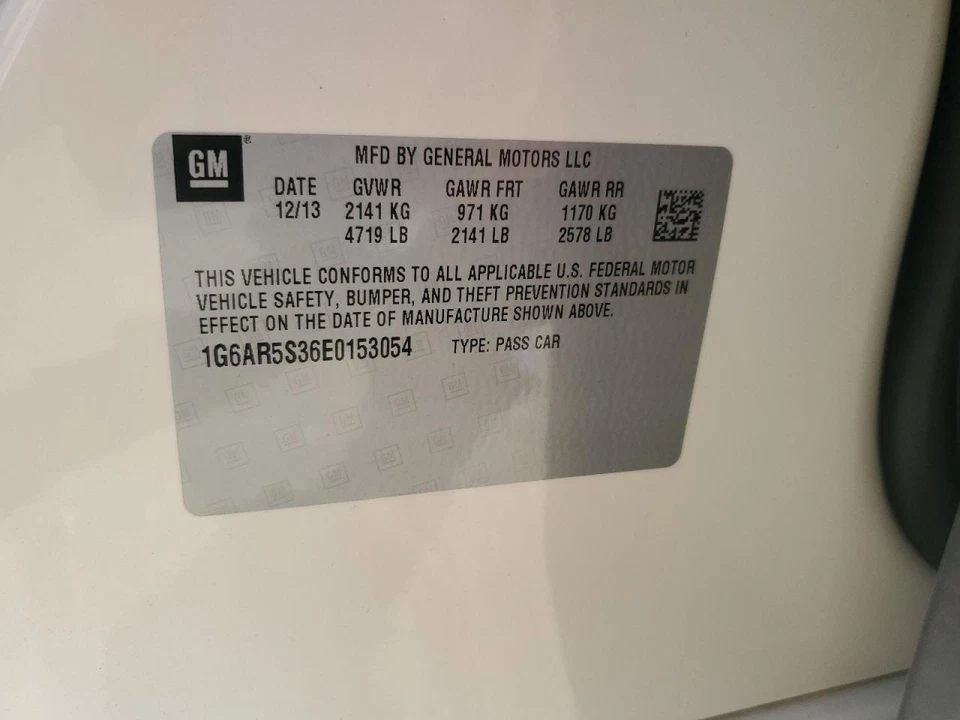 GM®
MFD BY GENERAL MOTORS LLC
DATE GVWR GAWR FRT GAWR RR
12/13 2141 KG 971 KG 1170 KG
4719 LB 2141 LB 2578 LB
THIS VEHICLE CONFORMS TO ALL APPLICABLE U.S. FEDERAL MOTOR
VEHICLE SAFETY, BUMPER, AND THEFT PREVENTION STANDARDS IN
EFFECT ON THE DATE OF MANUFACTURE SHOWN ABOVE.
1G6AR5S36E0153054 TYPE: PASS CAR